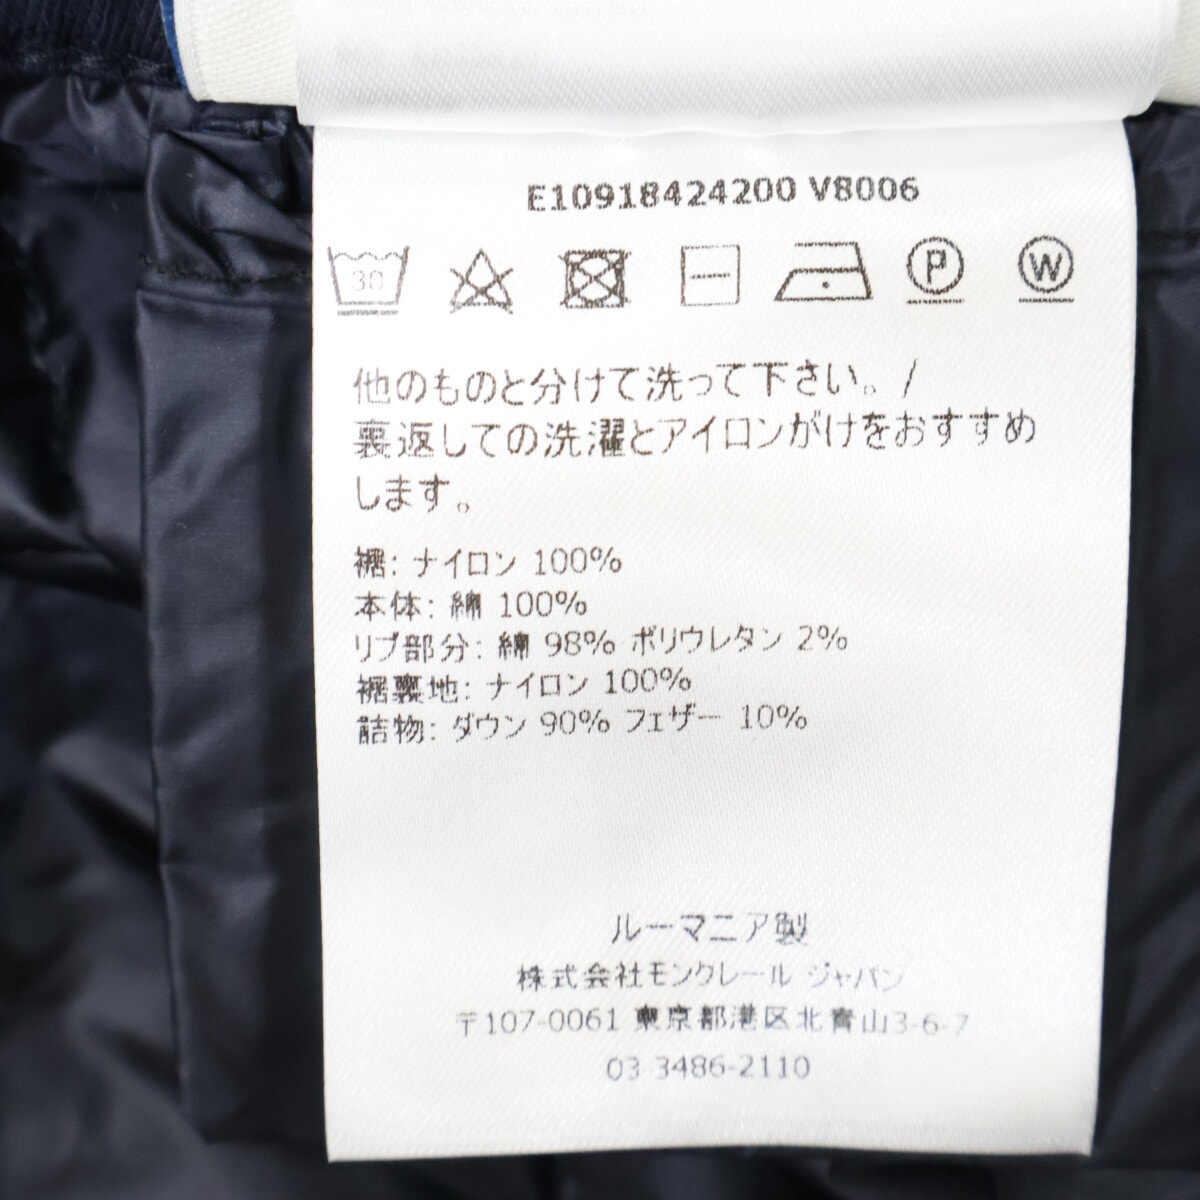 E10918424200 V8006
30
P
W
他のものと分けて洗って下さい。/
裏返しての洗濯とアイロンがけをおすすめ
します。
裾: ナイロン 100%
本体: 綿 100%
リブ部分: 綿 98% ポリウレタン 2%
裾裏地: ナイロン 100%
詰物: ダウン 90% フェザー 10%
ルーマニア製
株式会社モンクレール ジャパン
〒107-0061 東京都港区北青山3-6-7
03-3486-2110